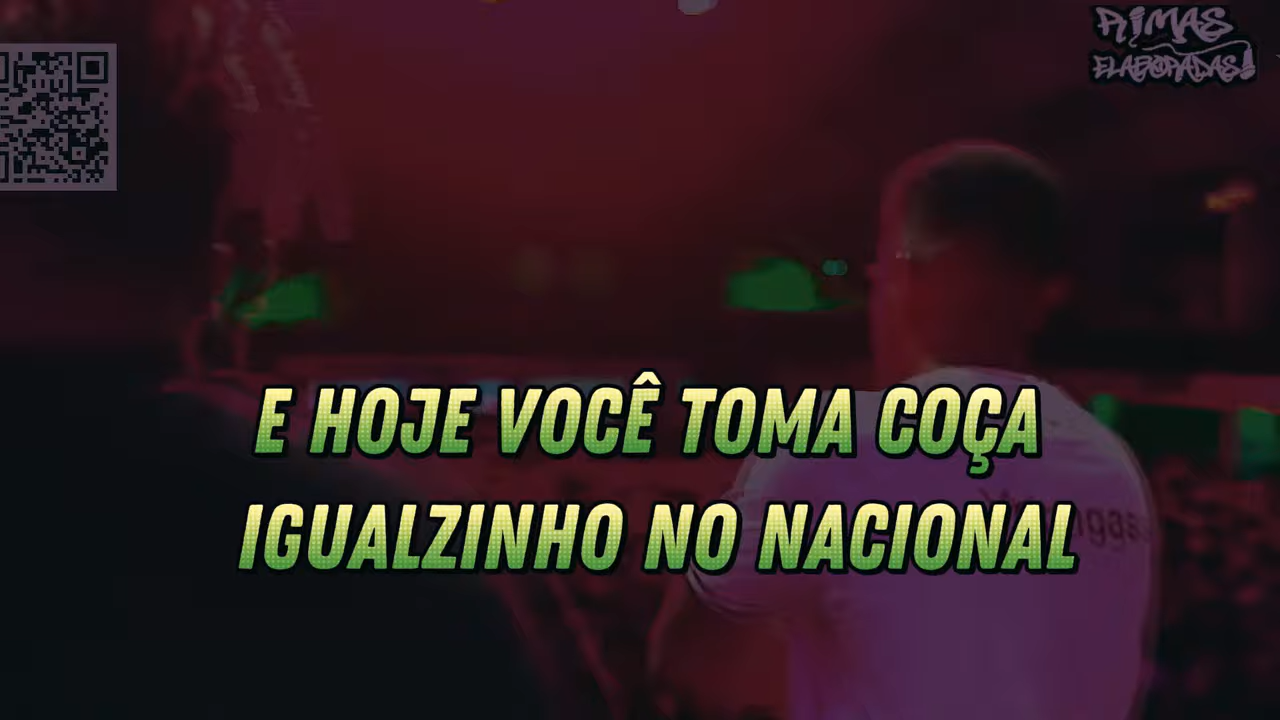 RIMAS
ELABORADAS!
E HOJE VOCÊ TOMA COÇA
IGUALZINHO NO NACIONAL